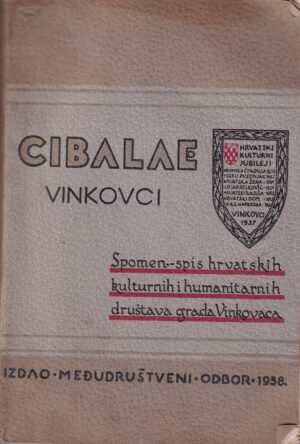 CIBALAE
VINKOVCI
HRVATSKI
KULTURNI
JUBILEJI
VINKOVCI
1937
Spomen-spis hrvatskih
kulturnih i humanitarnih
društava grada Vinkovaca
IZDAO·MEĐUDRUŠTVENI·ODBOR·1938.